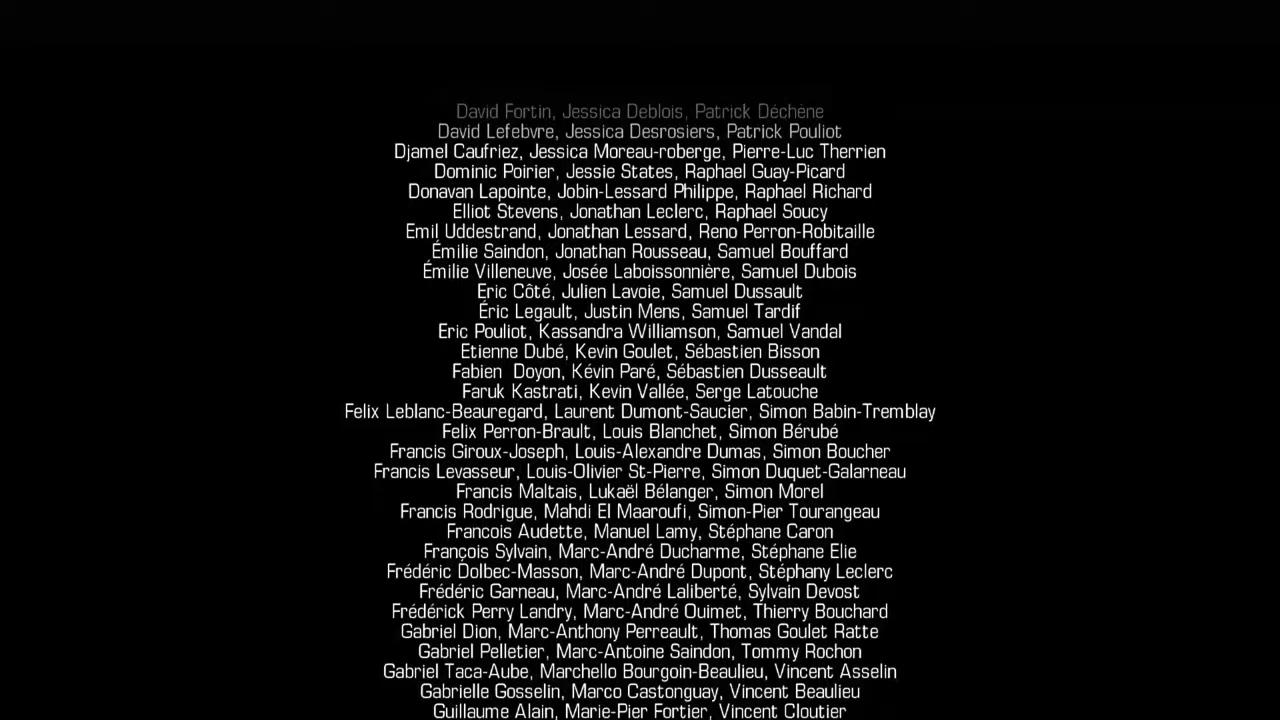 David Fortin, Jessica Deblois, Patrick Déchène
David Lefebvre, Jessica Desrosiers, Patrick Pouliot
Djamel Caufriez, Jessica Moreau-roberge, Pierre-Luc Therrien
Dominic Poirier, Jessie States, Raphael Guay-Picard
Donavan Lapointe, Jobin-Lessard Philippe, Raphael Richard
Elliot Stevens, Jonathan Leclerc, Raphael Soucy
Emil Uddestrand, Jonathan Lessard, Reno Perron-Robitaille
Émilie Saindon, Jonathan Rousseau, Samuel Bouffard
Émilie Villeneuve, Josée Laboissonnière, Samuel Dubois
Eric Côté, Julien Lavoie, Samuel Dussault
Éric Legault, Justin Mens, Samuel Tardif
Eric Pouliot, Kassandra Williamson, Samuel Vandal
Etienne Dubé, Kevin Goulet, Sébastien Bisson
Fabien  Doyon, Kévin Paré, Sébastien Dusseault
Faruk Kastrati, Kevin Vallée, Serge Latouche
Felix Leblanc-Beauregard, Laurent Dumont-Saucier, Simon Babin-Tremblay
Felix Perron-Brault, Louis Blanchet, Simon Bérubé
Francis Giroux-Joseph, Louis-Alexandre Dumas, Simon Boucher
Francis Levasseur, Louis-Olivier St-Pierre, Simon Duquet-Galarneau
Francis Maltais, Lukaël Bélanger, Simon Morel
Francis Rodrigue, Mahdi El Maaroufi, Simon-Pier Tourangeau
Francois Audette, Manuel Lamy, Stéphane Caron
François Sylvain, Marc-André Ducharme, Stéphane Elie
Frédéric Dolbec-Masson, Marc-André Dupont, Stéphany Leclerc
Frédéric Garneau, Marc-André Laliberté, Sylvain Devost
Frédérick Perry Landry, Marc-André Ouimet, Thierry Bouchard
Gabriel Dion, Marc-Anthony Perreault, Thomas Goulet Ratte
Gabriel Pelletier, Marc-Antoine Saindon, Tommy Rochon
Gabriel Taca-Aube, Marchello Bourgoin-Beaulieu, Vincent Asselin
Gabrielle Gosselin, Marco Castonguay, Vincent Beaulieu
Guillaume Alain, Marie-Pier Fortier, Vincent Cloutier